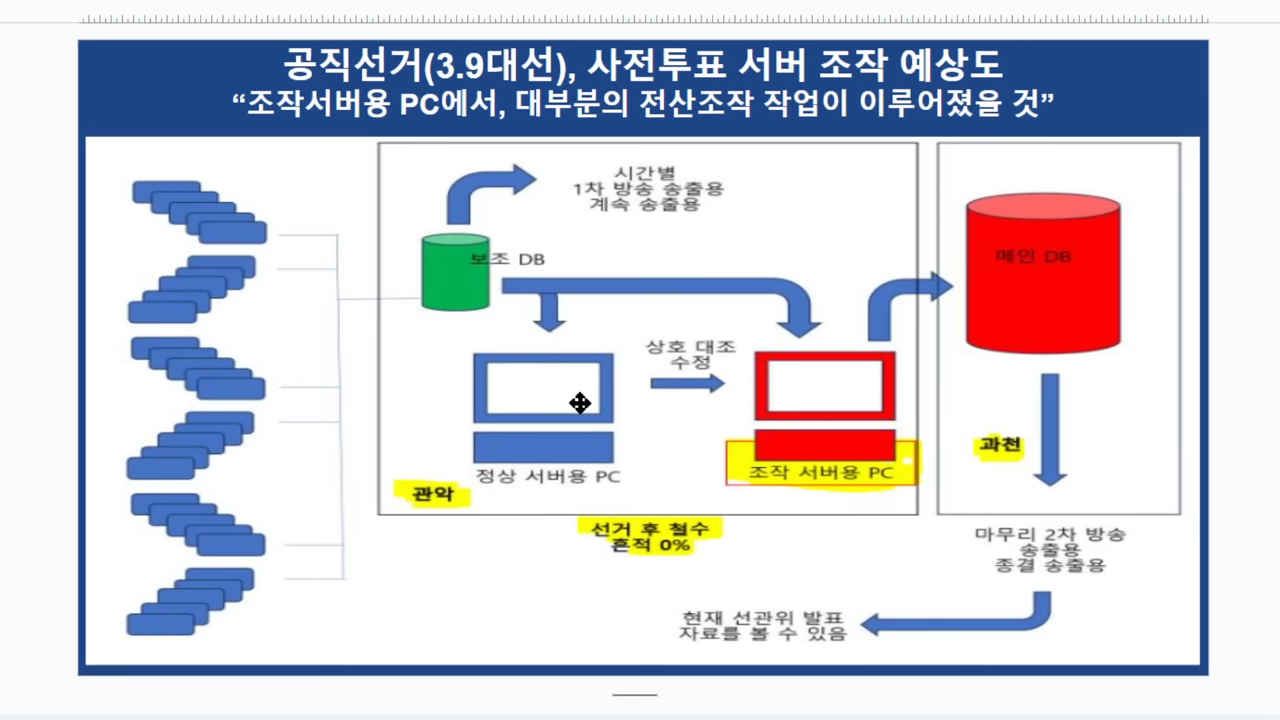 공직선거(3.9대선), 사전투표 서버 조작 예상도
“조작서버용 PC에서, 대부분의 전산조작 작업이 이루어졌을 것”
시간별
1차 방송 송출용
계속 송출용
보조 DB
메인 DB
상호 대조
수정
정상 서버용 PC
조작 서버용 PC
관악
과천
선거 후 철수
흔적 0%
마무리 2차 방송
송출용
종결 송출용
현재 선관위 발표
자료를 볼 수 있음